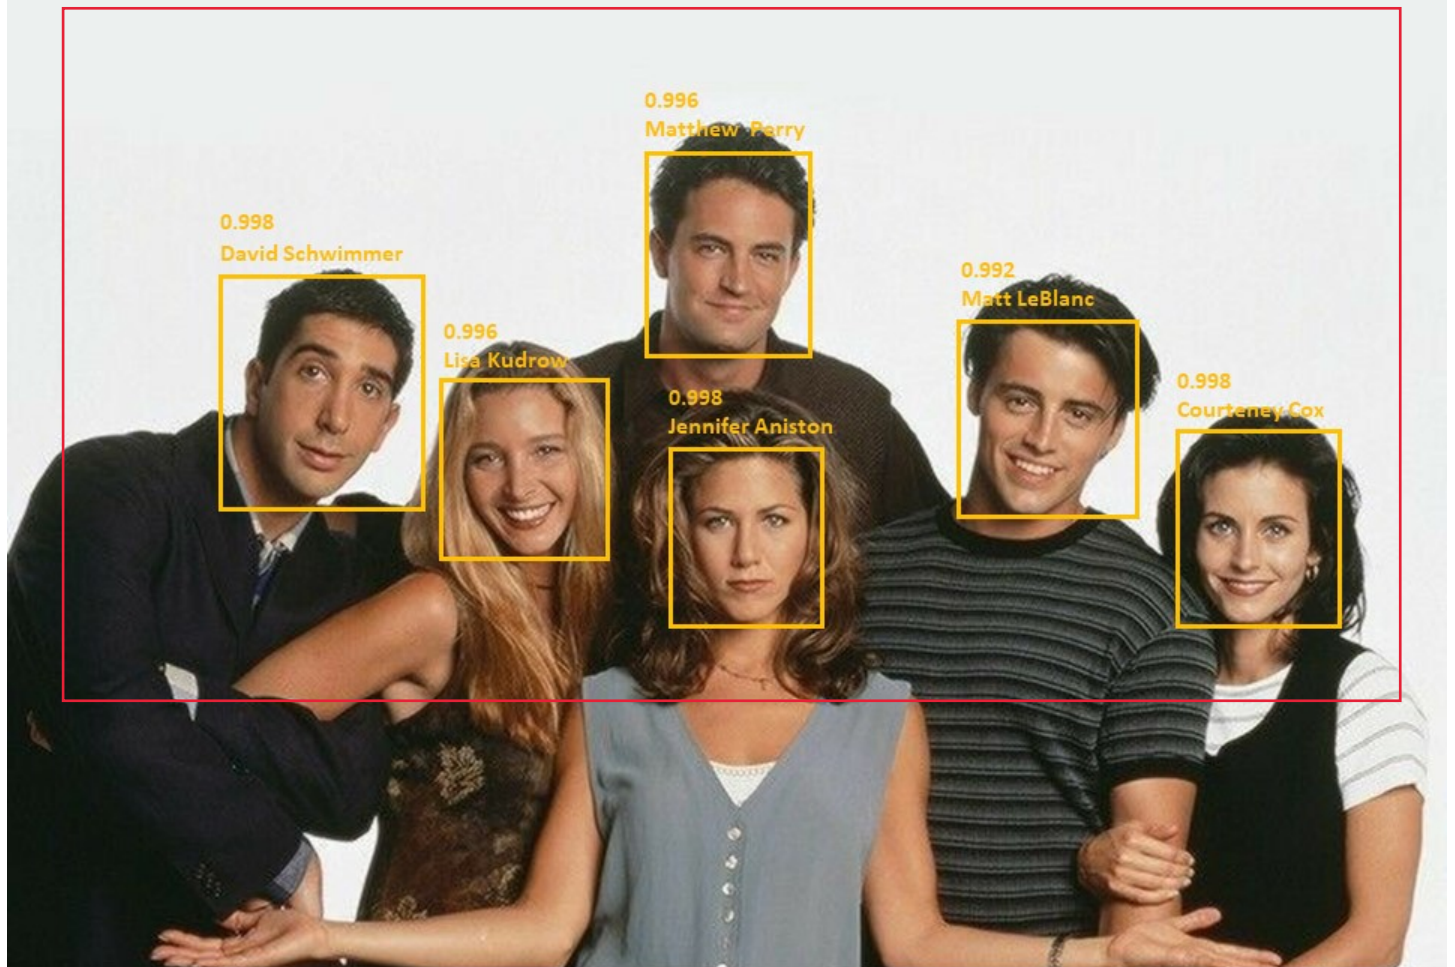 0.996
Matthew Perry
0.998
David Schwimmer
0.992
Matt LeBlanc
0.996
Lisa Kudrow
0.998
Courteney Cox
0.998
Jennifer Aniston